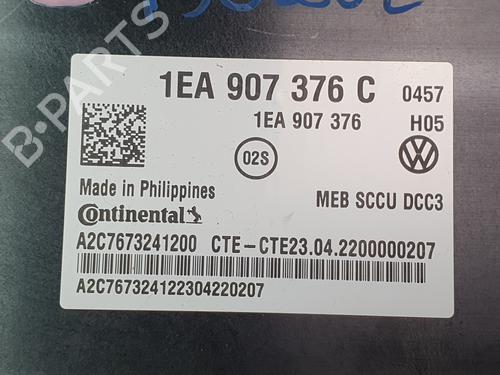 B-PARTS
1EA 907 376 C 0457
1EA 907 376 H05
02S
Made in Philippines
MEB SCCU DCC3
Continental
A2C7673241200 CTE-CTE23.04.2200000207
A2C767324122304220207